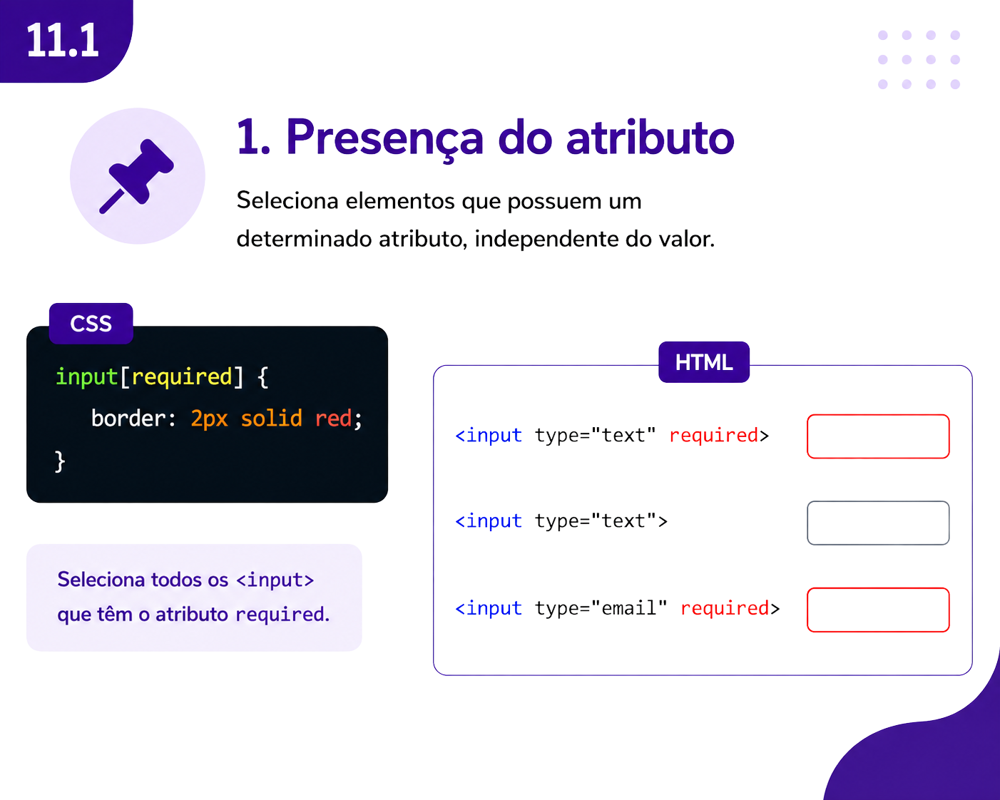 11.1
1. Presença do atributo
Seleciona elementos que possuem um
determinado atributo, independente do valor.
CSS
input[required] {
border: 2px solid red;
}
Seleciona todos os <input>
que têm o atributo required.
HTML
<input type="text" required>
<input type="text">
<input type="email" required>